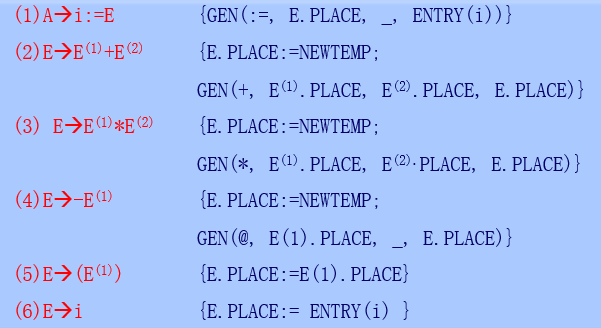 (1)A→i:=E {GEN(:=, E.PLACE, _, ENTRY(i))}
(2)E→E⁽¹⁾+E⁽²⁾ {E.PLACE:=NEWTEMP;
GEN(+, E⁽¹⁾.PLACE, E⁽²⁾.PLACE, E.PLACE)}
(3) E→E⁽¹⁾*E⁽²⁾ {E.PLACE:=NEWTEMP;
GEN(*, E⁽¹⁾.PLACE, E⁽²⁾·PLACE, E.PLACE)}
(4)E→-E⁽¹⁾ {E.PLACE:=NEWTEMP;
GEN(@, E(1).PLACE, _, E.PLACE)}
(5)E→(E⁽¹⁾) {E.PLACE:=E(1).PLACE}
(6)E→i {E.PLACE:= ENTRY(i) }